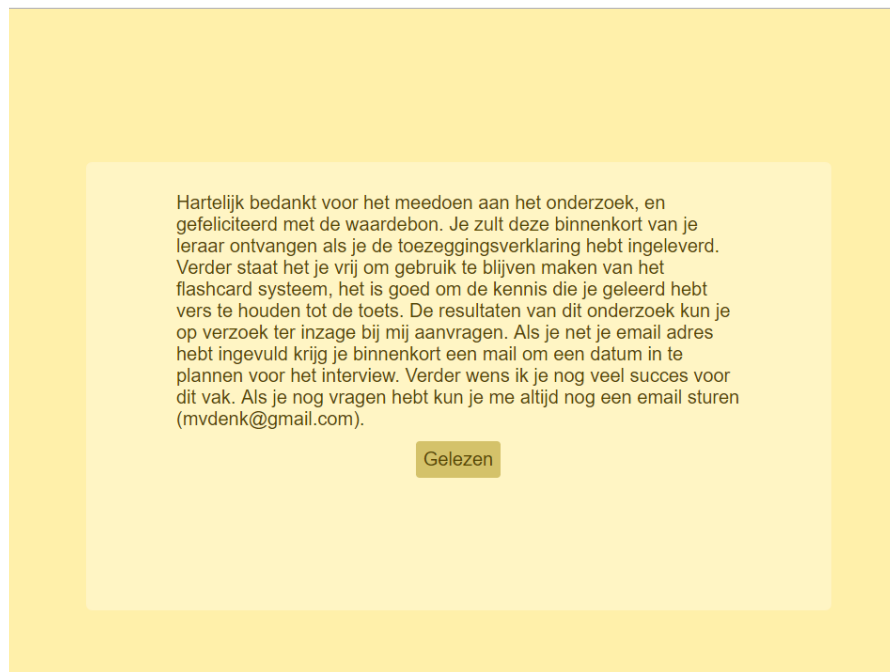 Hartelijk bedankt voor het meedoen aan het onderzoek, en
gefeliciteerd met de waardebon. Je zult deze binnenkort van je
leraar ontvangen als je de toezeggingsverklaring hebt ingeleverd.
Verder staat het je vrij om gebruik te blijven maken van het
flashcard systeem, het is goed om de kennis die je geleerd hebt
vers te houden tot de toets. De resultaten van dit onderzoek kun je
op verzoek ter inzage bij mij aanvragen. Als je net je email adres
hebt ingevuld krijg je binnenkort een mail om een datum in te
plannen voor het interview. Verder wens ik je nog veel succes voor
dit vak. Als je nog vragen hebt kun je me altijd nog een email sturen
(mvdenk@gmail.com).
Gelezen